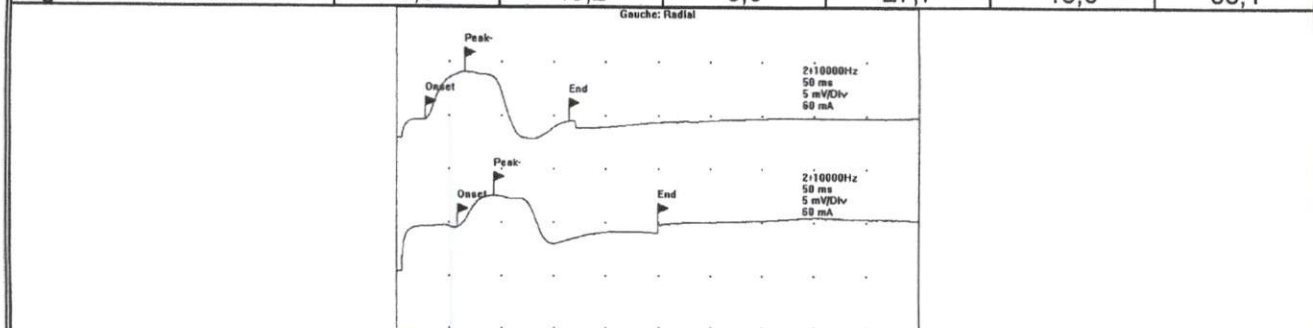 Gauche: Radial
Peak-
Onset
End
2-10000Hz
50 ms
5 mV/Div
60 mA
Peak-
Onset
End
2-10000Hz
50 ms
5 mV/Div
60 mA